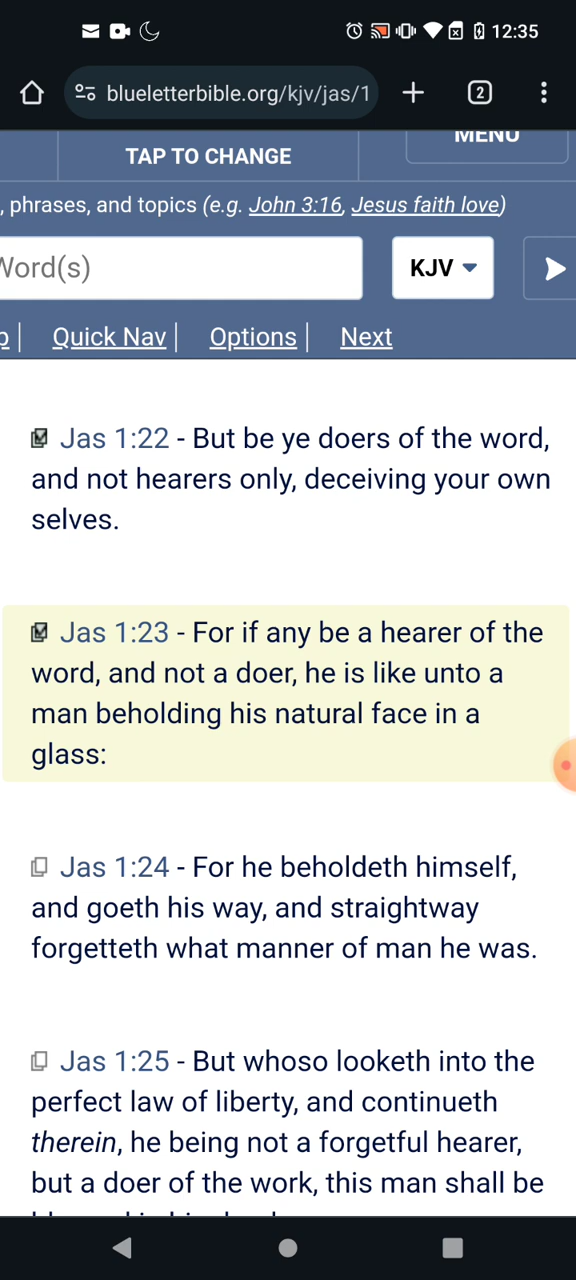 12:35
blueletterbible.org/kjv/jas/1
2
TAP TO CHANGE
MENU
, phrases, and topics (e.g. John 3:16, Jesus faith love)
Word(s)
KJV
Quick Nav| Options| Next
Jas 1:22 - But be ye doers of the word,
and not hearers only, deceiving your own
selves.
Jas 1:23 - For if any be a hearer of the
word, and not a doer, he is like unto a
man beholding his natural face in a
glass:
Jas 1:24 - For he beholdeth himself,
and goeth his way, and straightway
forgetteth what manner of man he was.
Jas 1:25 - But whoso looketh into the
perfect law of liberty, and continueth
therein, he being not a forgetful hearer,
but a doer of the work, this man shall be